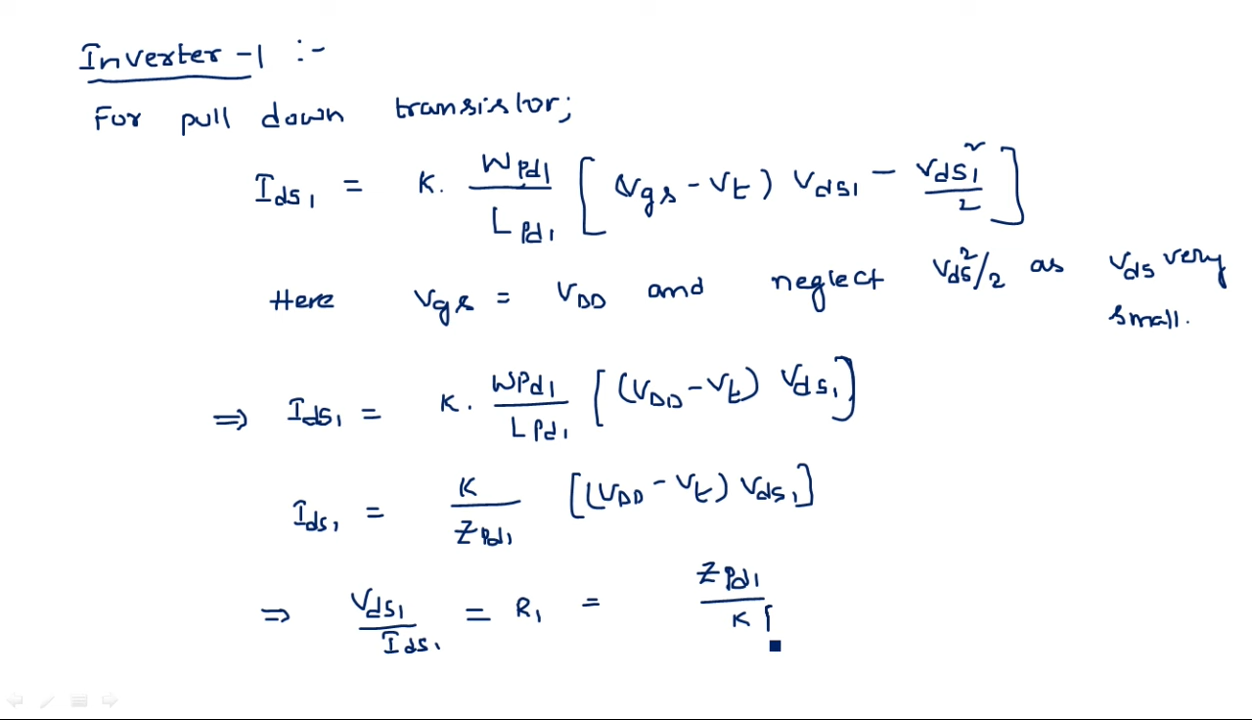 Inverter -1 :-
For pull down transistor;
Ids1 = K. Wpd1 / Lpd1 [ (Vgs - Vt) Vds1 - Vds1² / 2 ]
Here Vgs = VDD and neglect Vds²/2 as Vds very
small.
⇒ Ids1 = K. Wpd1 / Lpd1 [ (VDD - Vt) Vds1 ]
Ids1 = K / Zpd1 [ (VDD - Vt) Vds1 ]
⇒ Vds1 / Ids1 = R1 = Zpd1 / K [